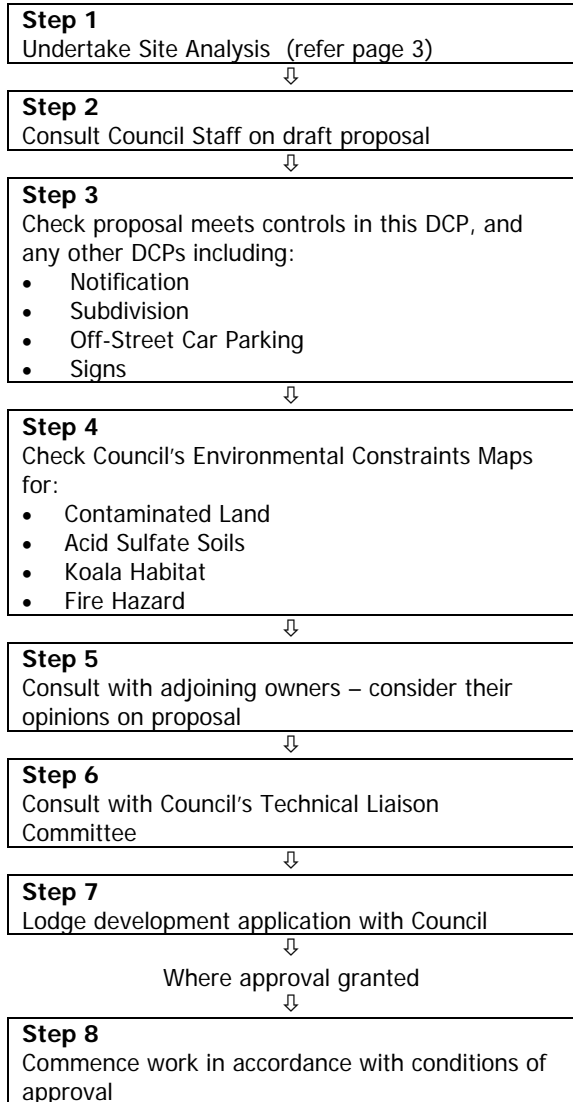 Step 1
Undertake Site Analysis (refer page 3)
⇩
Step 2
Consult Council Staff on draft proposal
⇩
Step 3
Check proposal meets controls in this DCP, and
any other DCPs including:
• Notification
• Subdivision
• Off-Street Car Parking
• Signs
⇩
Step 4
Check Council's Environmental Constraints Maps
for:
• Contaminated Land
• Acid Sulfate Soils
• Koala Habitat
• Fire Hazard
⇩
Step 5
Consult with adjoining owners – consider their
opinions on proposal
⇩
Step 6
Consult with Council's Technical Liaison
Committee
⇩
Step 7
Lodge development application with Council
⇩
Where approval granted
⇩
Step 8
Commence work in accordance with conditions of
approval